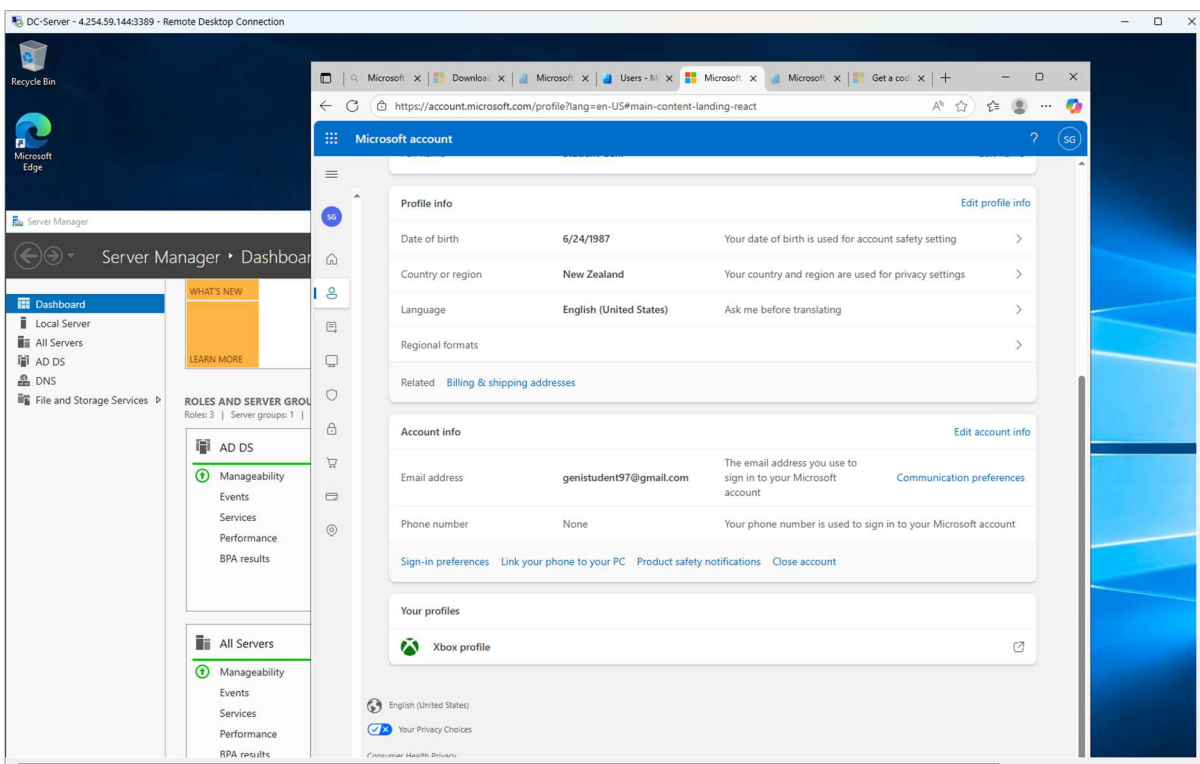 DC-Server - 4.254.59.144:3389 - Remote Desktop Connection
Recycle Bin
Microsoft
Edge
Microsoft
Downloa
Microsoft
Users - M
Microsoft
Microsoft
Get a cod
https://account.microsoft.com/profile?lang=en-US#main-content-landing-react
Microsoft account
?
SG
SG
Profile info
Edit profile info
Date of birth
6/24/1987
Your date of birth is used for account safety setting
Country or region
New Zealand
Your country and region are used for privacy settings
Language
English (United States)
Ask me before translating
Regional formats
Related Billing & shipping addresses
Account info
Edit account info
Email address
genistudent97@gmail.com
The email address you use to
sign in to your Microsoft
account
Communication preferences
Phone number
None
Your phone number is used to sign in to your Microsoft account
Sign-in preferences Link your phone to your PC Product safety notifications Close account
Your profiles
Xbox profile
English (United States)
Your Privacy Choices
Consumer Health Privacy
Server Manager
Server Manager • Dashboar
Dashboard
Local Server
All Servers
AD DS
DNS
File and Storage Services
WHAT'S NEW
LEARN MORE
ROLES AND SERVER GROU
Roles: 3 | Server groups: 1 |
AD DS
Manageability
Events
Services
Performance
BPA results
All Servers
Manageability
Events
Services
Performance
BPA results